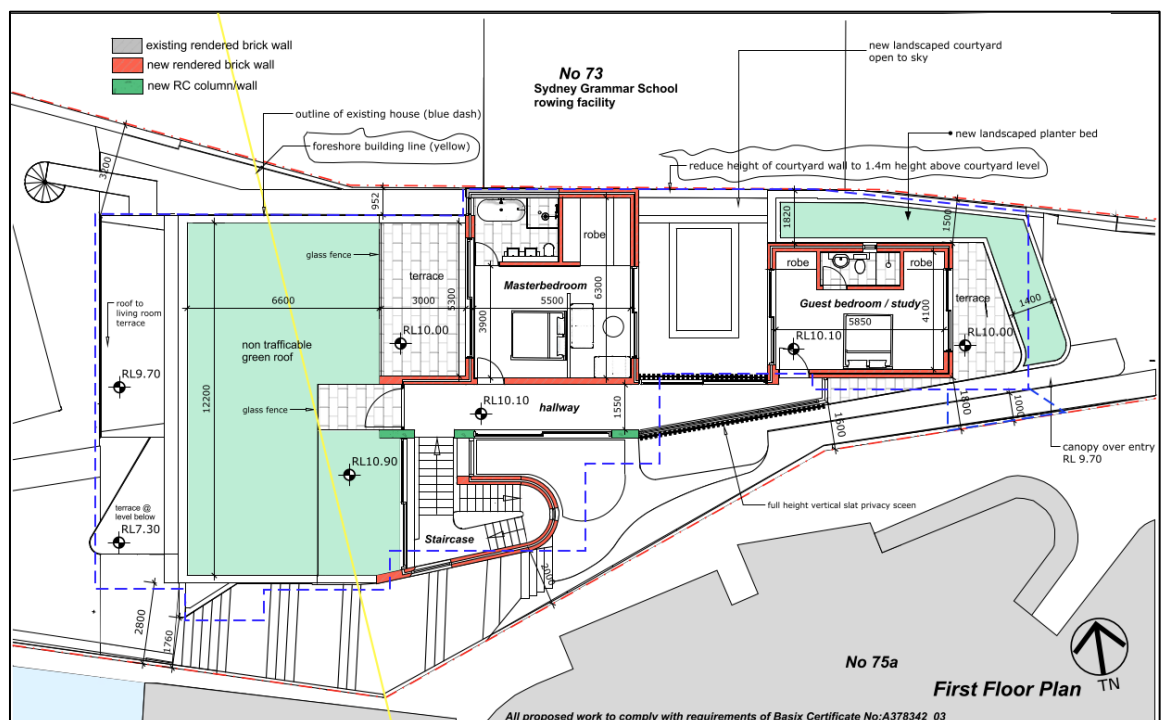 existing rendered brick wall
new rendered brick wall
new RC column/wall
No 73
Sydney Grammar School
rowing facility
new landscaped courtyard
open to sky
outline of existing house (blue dash)
foreshore building line (yellow)
new landscaped planter bed
reduce height of courtyard wall to 1.4m height above courtyard level
3200
952
1820
1500
robe
glass fence
terrace
Masterbedroom
robe
robe
Guest bedroom / study
terrace
roof to
living room
terrace
6600
3000
5300
5500
6300
3900
5850
4100
1400
non trafficable
green roof
RL10.00
RL10.10
RL10.00
RL9.70
12200
glass fence
RL10.10
hallway
1550
1500
1800
1000
canopy over entry
RL 9.70
RL10.90
full height vertical slat privacy sceen
terrace @
level below
RL7.30
Staircase
2000
2800
1760
No 75a
TN
First Floor Plan
All proposed work to comply with requirements of Basix Certificate No:A378342_03